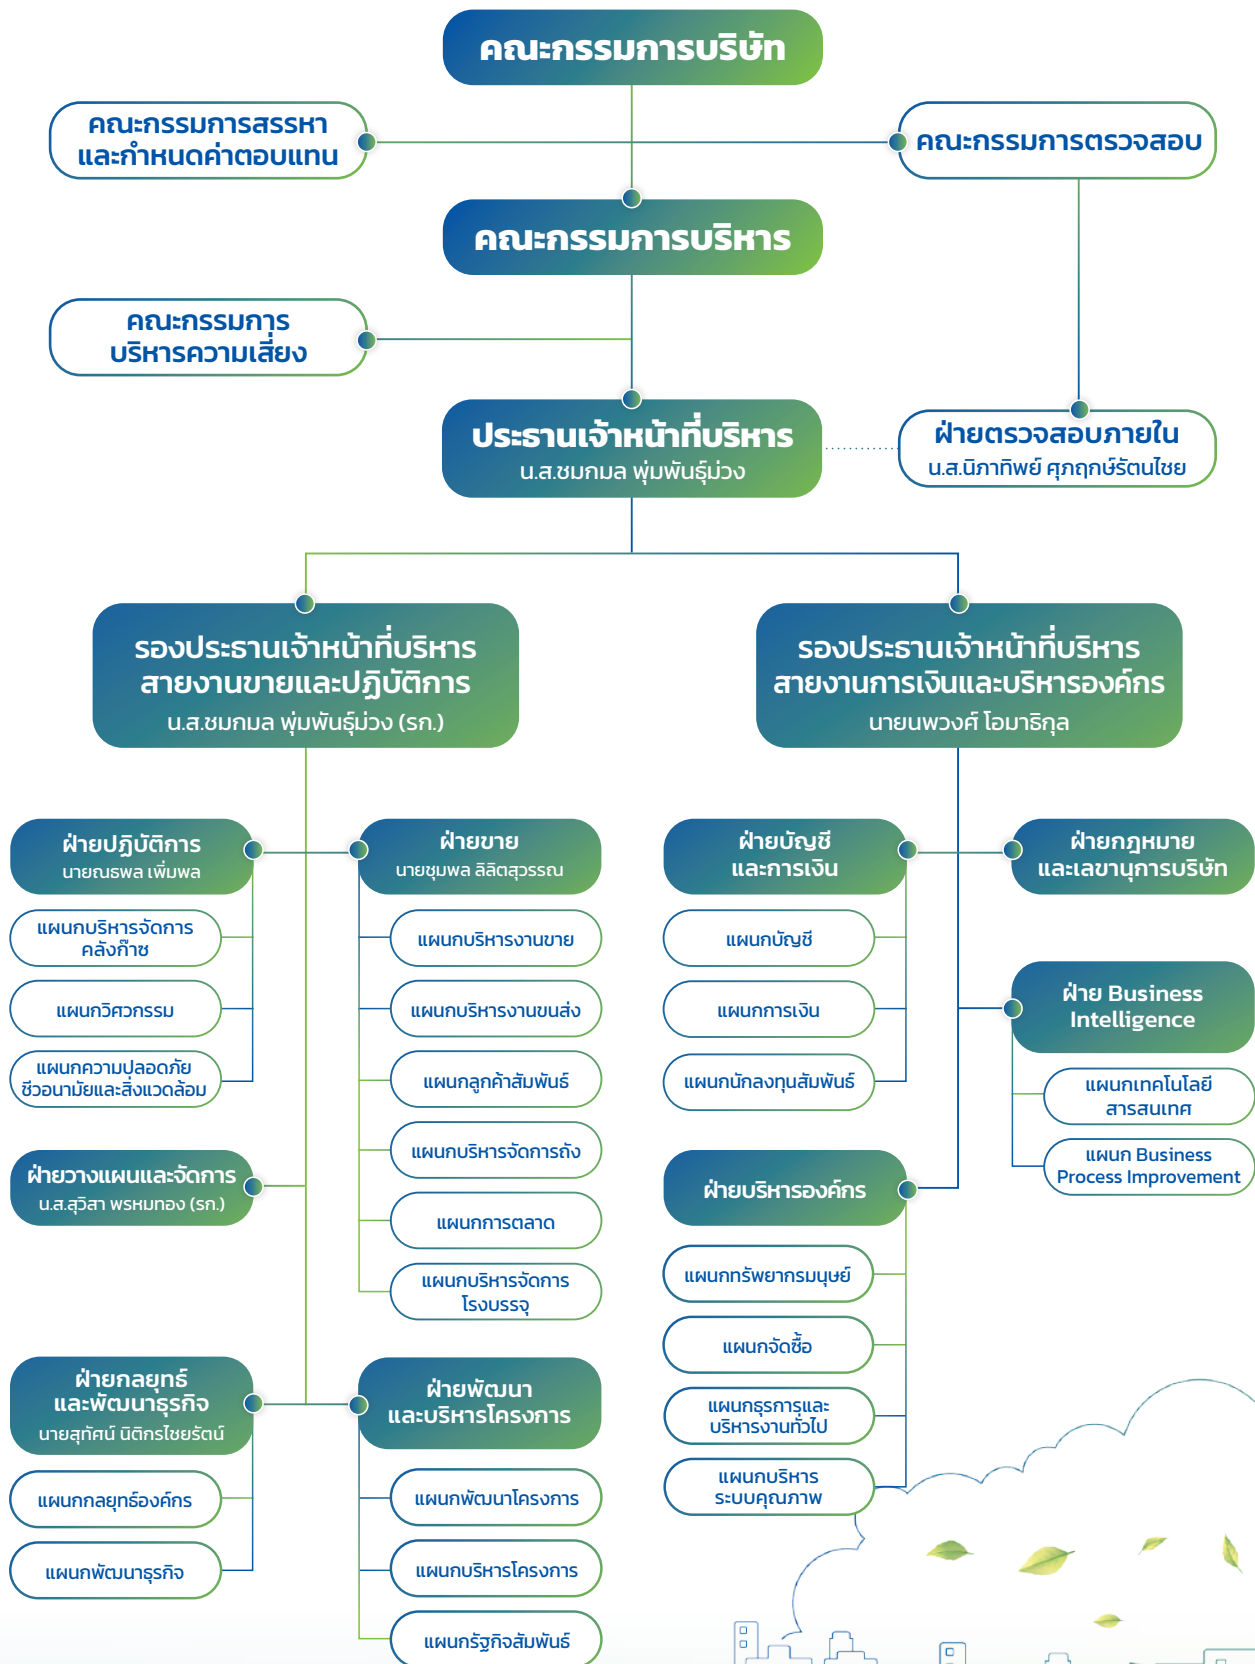 คณะกรรมการบริษัท
คณะกรรมการสรรหา
และกำหนดค่าตอบแทน
คณะกรรมการตรวจสอบ
คณะกรรมการบริหาร
คณะกรรมการ
บริหารความเสี่ยง
ประธานเจ้าหน้าที่บริหาร
น.ส.ชมกมล พุ่มพันธุ์ม่วง
ฝ่ายตรวจสอบภายใน
น.ส.นิภาทิพย์ ศุภฤกษ์รัตนไชย
รองประธานเจ้าหน้าที่บริหาร
สายงานขายและปฏิบัติการ
น.ส.ชมกมล พุ่มพันธุ์ม่วง (รก.)
รองประธานเจ้าหน้าที่บริหาร
สายงานการเงินและบริหารองค์กร
นายนพวงศ์ โอมาธิกุล
ฝ่ายปฏิบัติการ
นายณธพล เพิ่มพล
แผนกบริหารจัดการ
คลังก๊าซ
แผนกวิศวกรรม
แผนกความปลอดภัย
ชีวอนามัยและสิ่งแวดล้อม
ฝ่ายวางแผนและจัดการ
น.ส.สุวิสา พรหมทอง (รก.)
ฝ่ายขาย
นายชุมพล ลิลิตสุวรรณ
แผนกบริหารงานขาย
แผนกบริหารงานขนส่ง
แผนกลูกค้าสัมพันธ์
แผนกบริหารจัดการถัง
แผนกการตลาด
แผนกบริหารจัดการ
โรงบรรจุ
ฝ่ายกลยุทธ์
และพัฒนาธุรกิจ
นายสุทัศน์ นิติกรไชยรัตน์
แผนกกลยุทธ์องค์กร
แผนกพัฒนาธุรกิจ
ฝ่ายพัฒนา
และบริหารโครงการ
แผนกพัฒนาโครงการ
แผนกบริหารโครงการ
แผนกรัฐกิจสัมพันธ์
ฝ่ายบัญชี
และการเงิน
แผนกบัญชี
แผนกการเงิน
แผนกนักลงทุนสัมพันธ์
ฝ่ายบริหารองค์กร
แผนกทรัพยากรมนุษย์
แผนกจัดซื้อ
แผนกธุรการและ
บริหารงานทั่วไป
แผนกบริหาร
ระบบคุณภาพ
ฝ่ายกฎหมาย
และเลขานุการบริษัท
ฝ่าย Business
Intelligence
แผนกเทคโนโลยี
สารสนเทศ
แผนก Business
Process Improvement